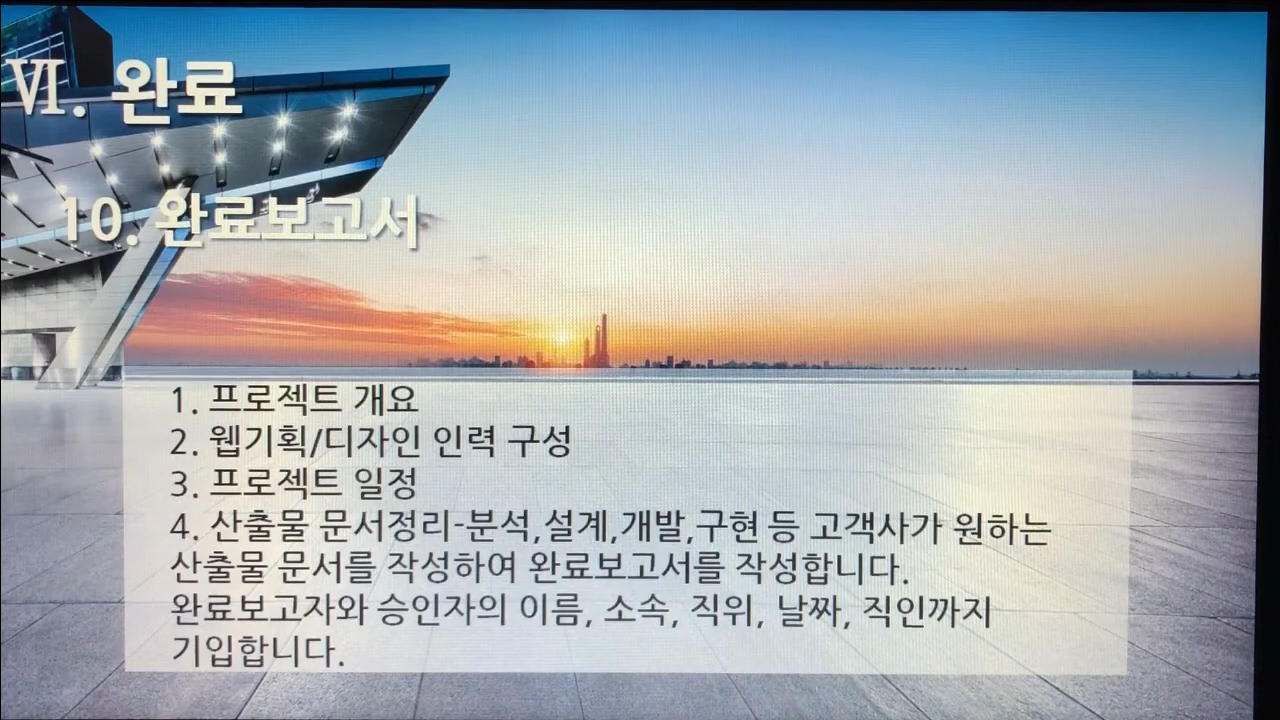 Ⅵ. 완료
10. 완료보고서
1. 프로젝트 개요
2. 웹기획/디자인 인력 구성
3. 프로젝트 일정
4. 산출물 문서정리-분석,설계,개발,구현 등 고객사가 원하는
산출물 문서를 작성하여 완료보고서를 작성합니다.
완료보고자와 승인자의 이름, 소속, 직위, 날짜, 직인까지
기입합니다.